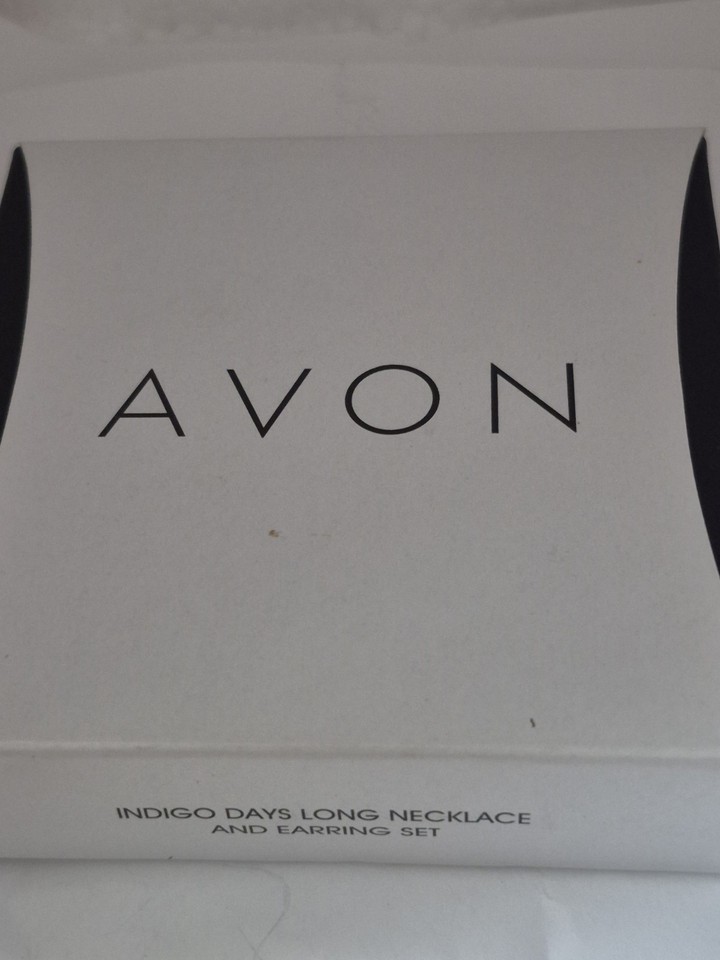 AVON
INDIGO DAYS LONG NECKLACE
AND EARRING SET